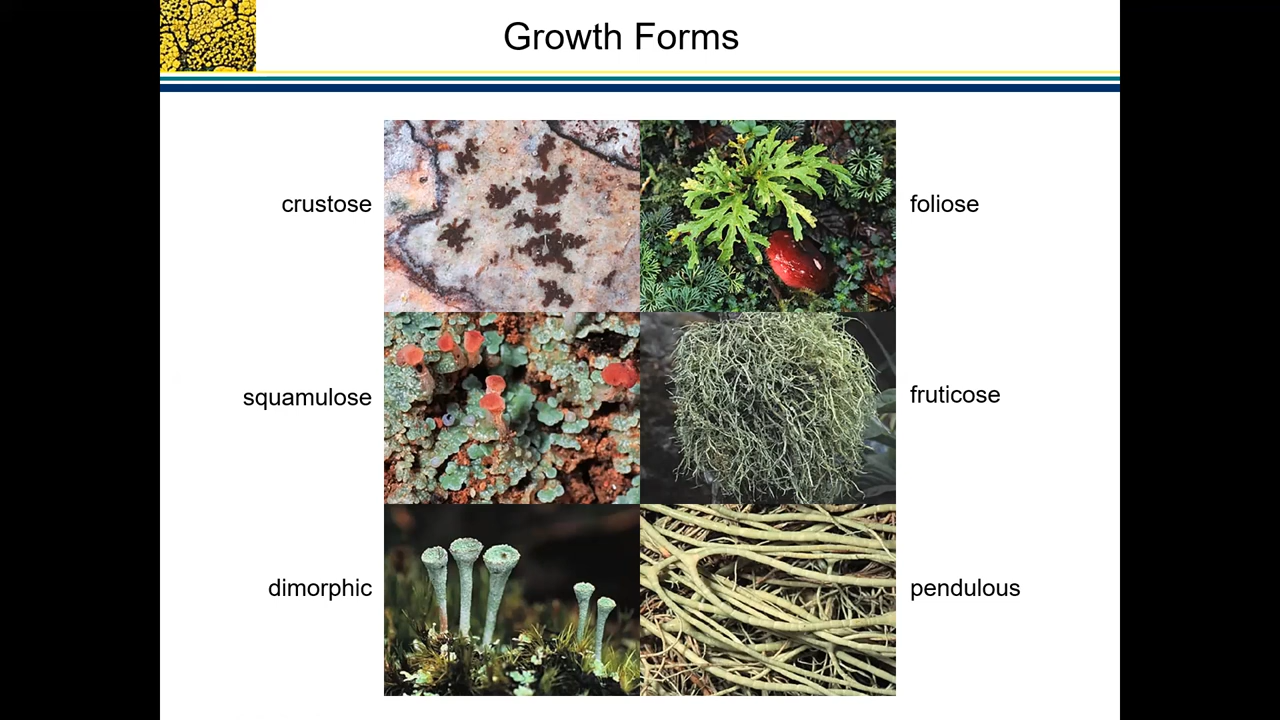 Growth Forms
crustose
foliose
squamulose
fruticose
dimorphic
pendulous